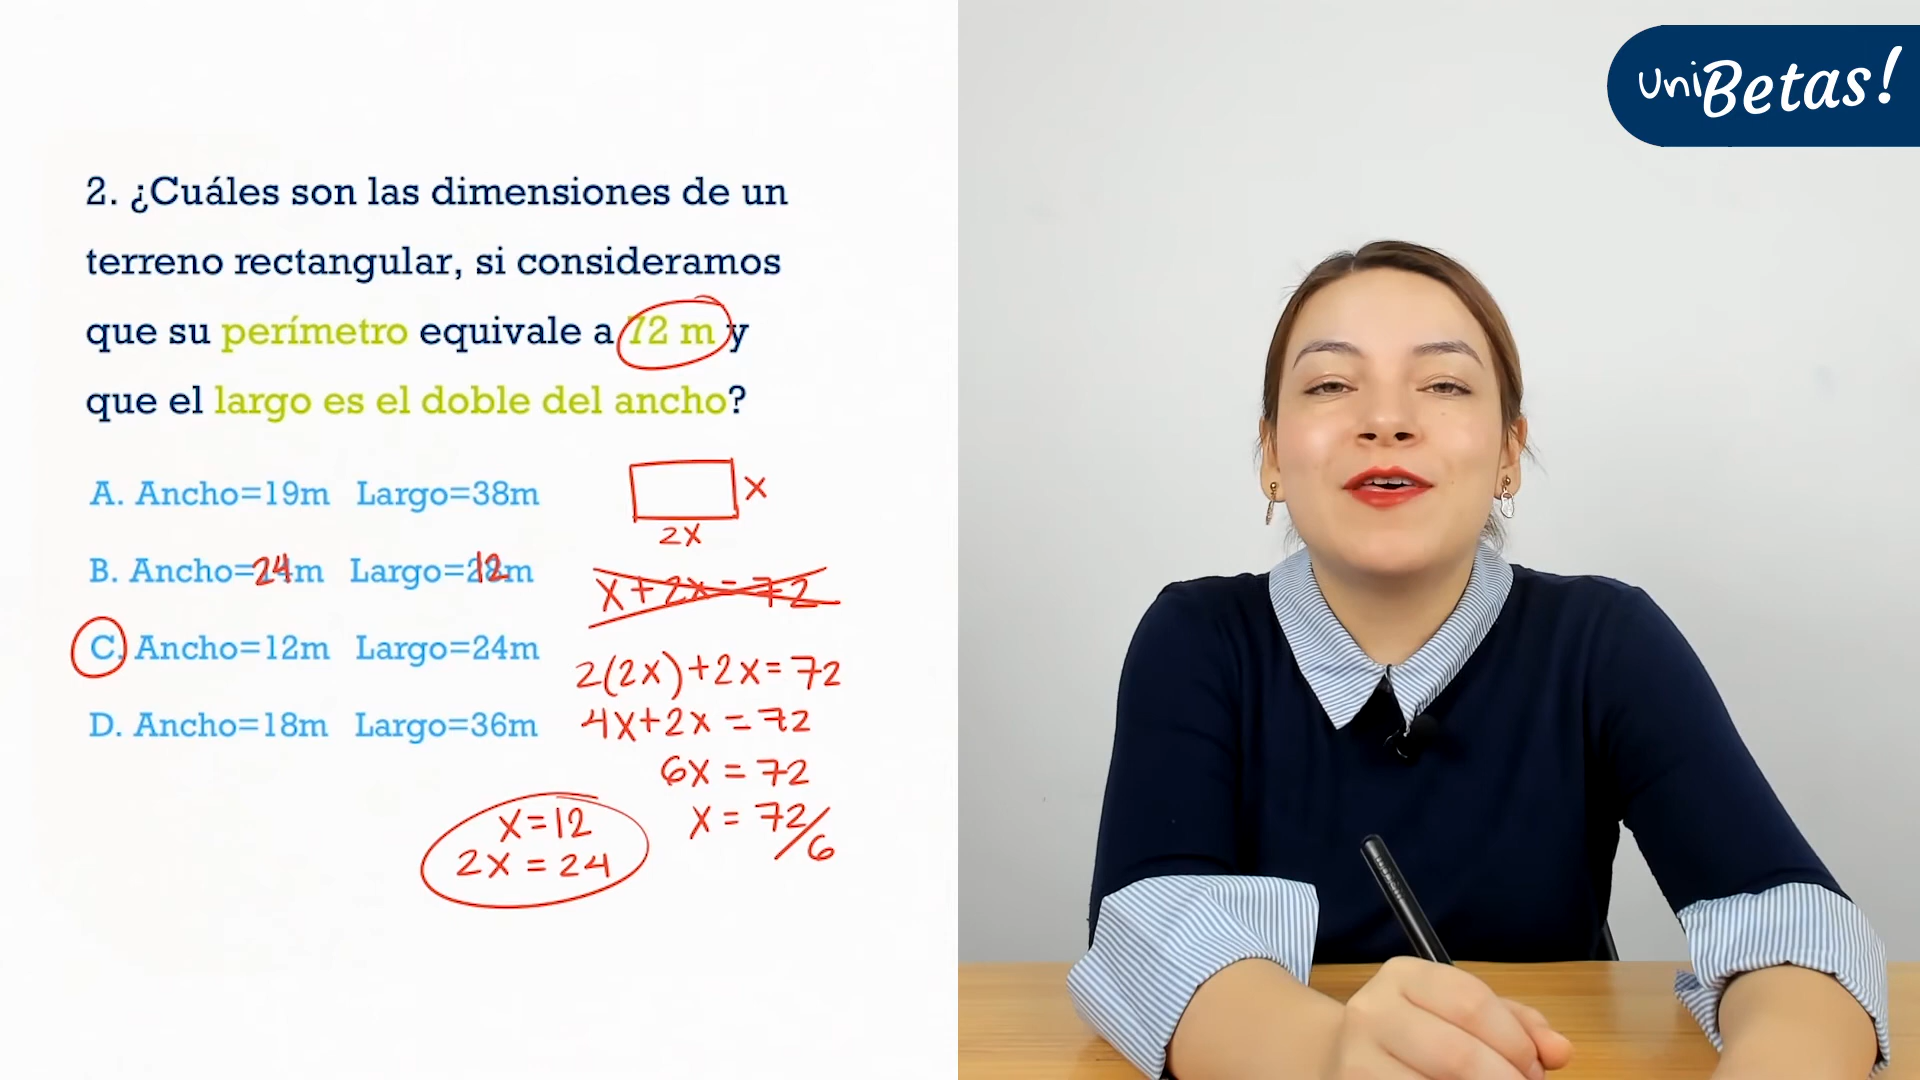 uniBetas!
2. ¿Cuáles son las dimensiones de un
terreno rectangular, si consideramos
que su perímetro equivale a 72 m y
que el largo es el doble del ancho?
A. Ancho=19m Largo=38m
B. Ancho=24m Largo=12m
C. Ancho=12m Largo=24m
D. Ancho=18m Largo=36m
x
2x
x+2x=72
2(2x)+2x=72
4x+2x=72
6x=72
x=72/6
x=12
2x=24